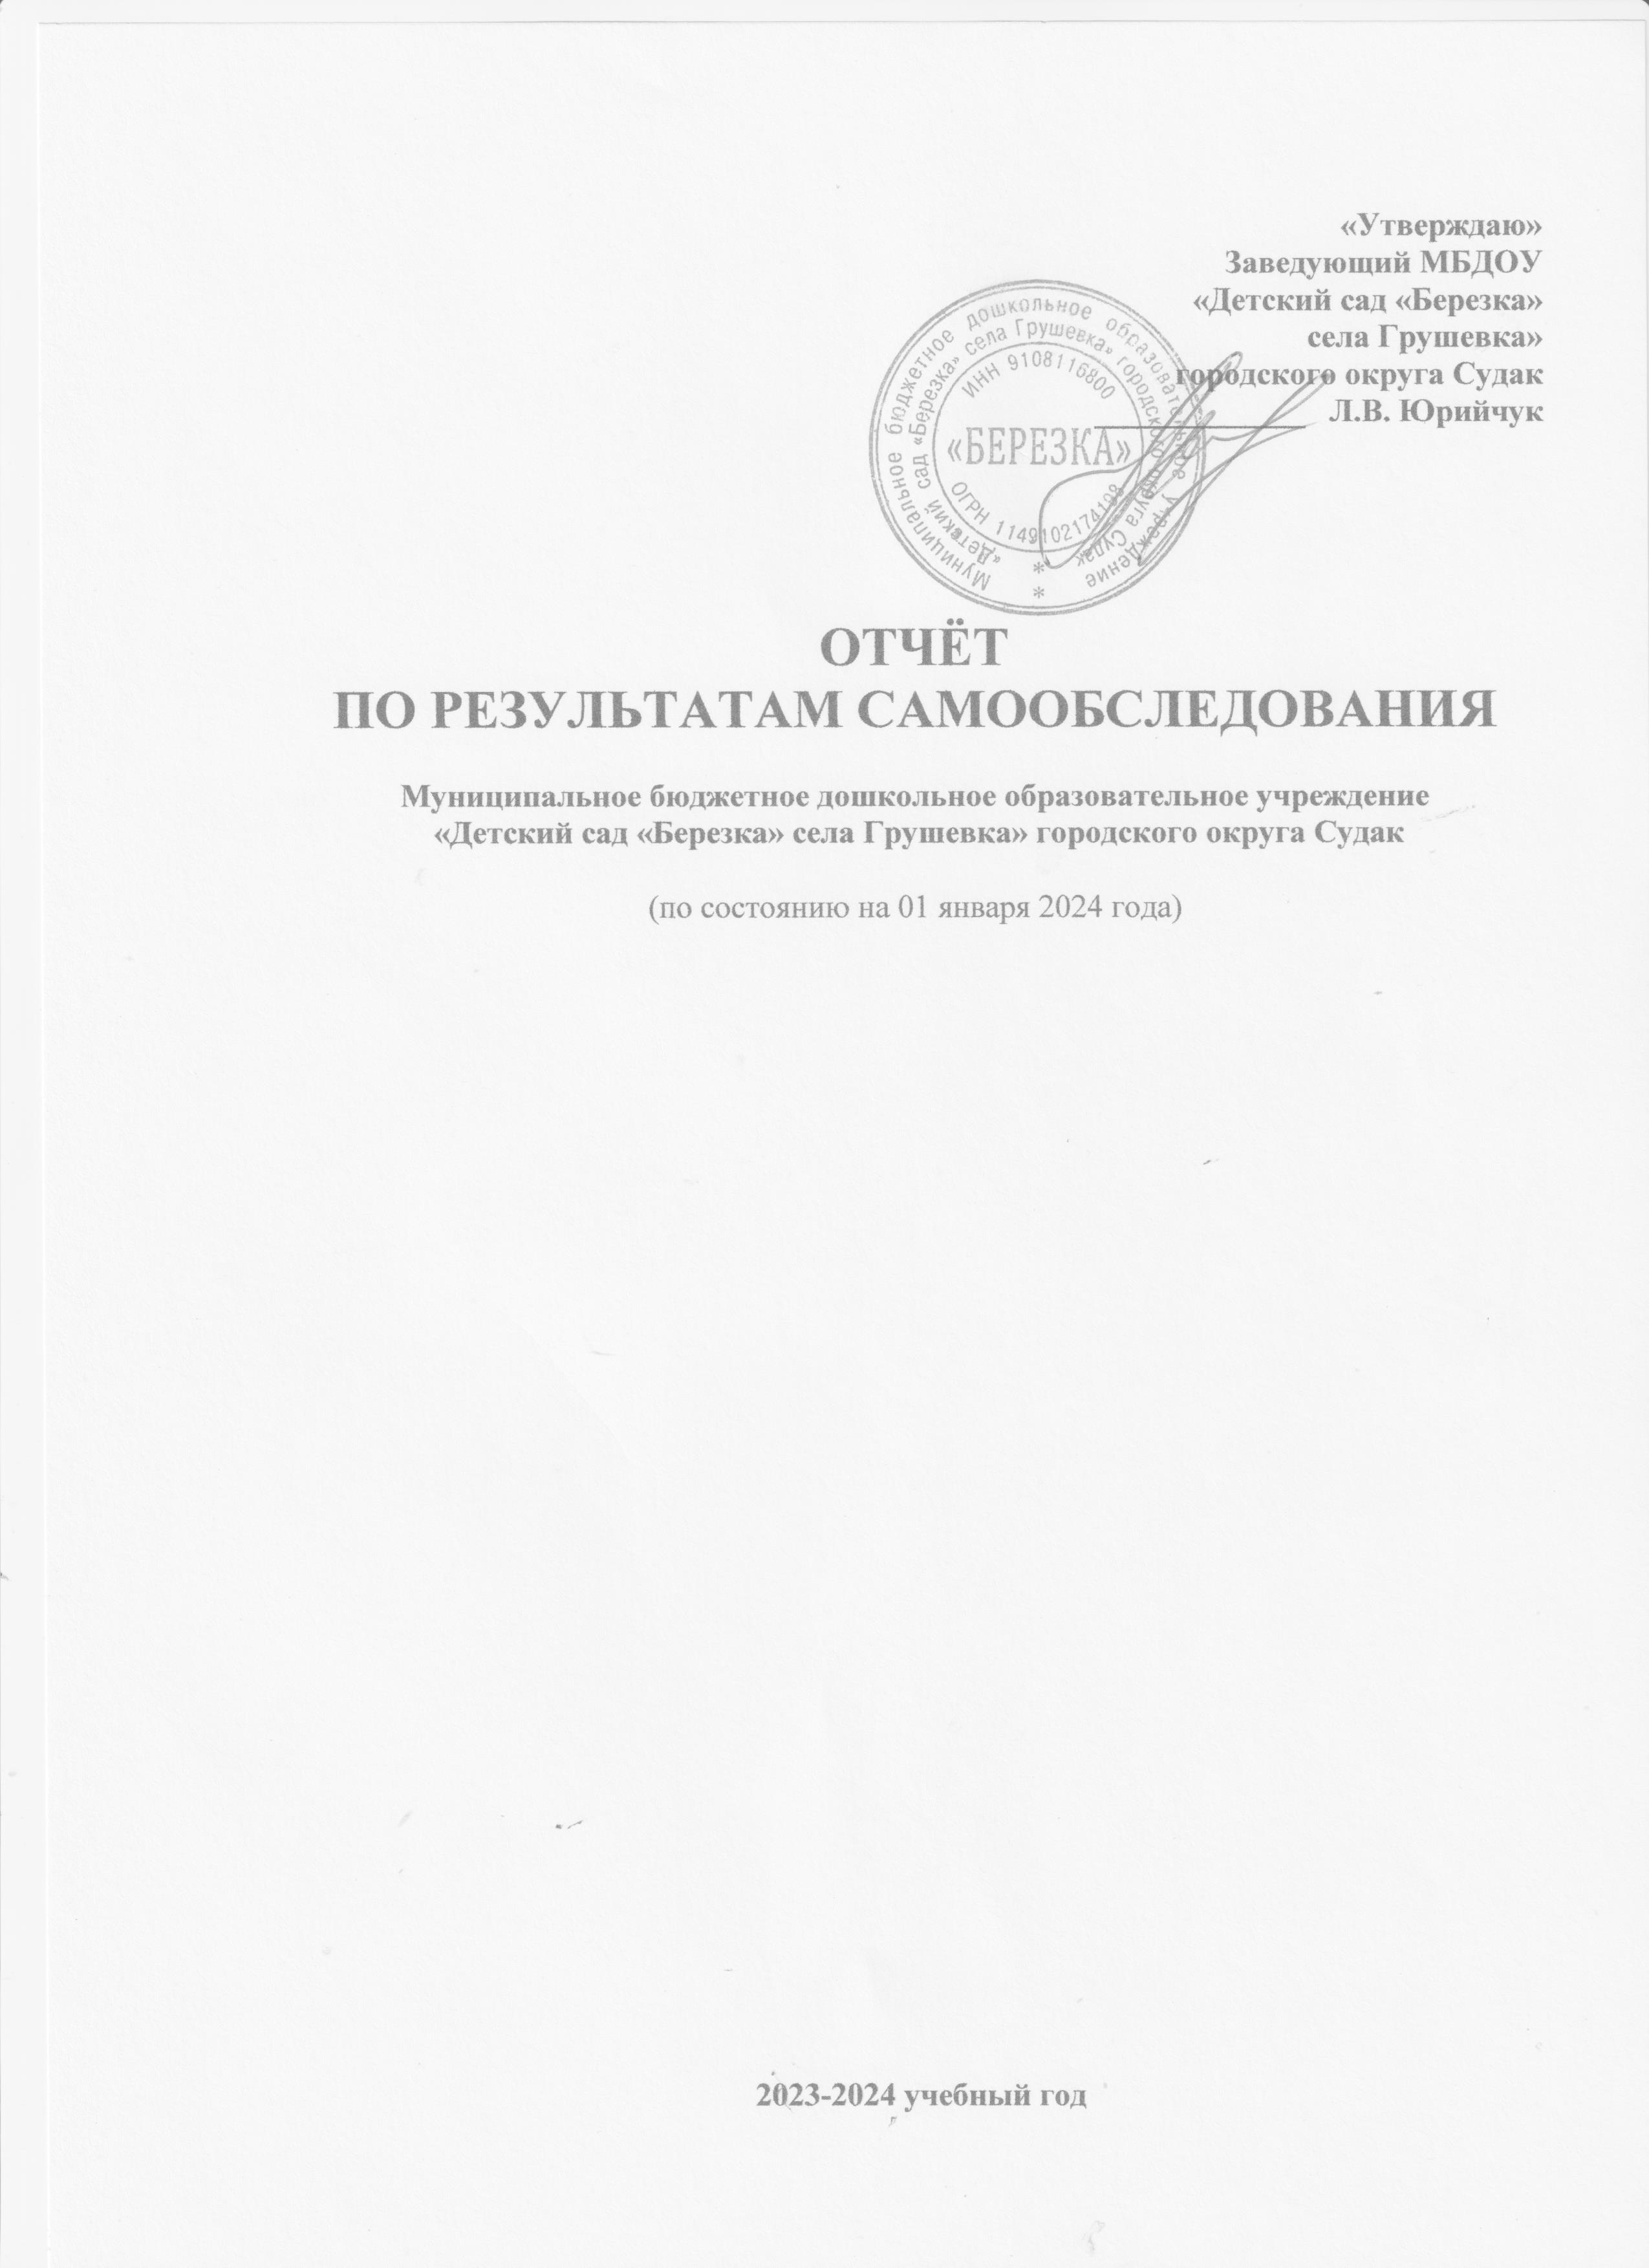 «Утверждаю»
Заведующий МБДОУ
«Детский сад «Березка»
села Грушевка»
городского округа Судак
Л.В. Юрийчук
Муниципальное бюджетное дошкольное образовательное учреждение
«Детский сад «Березка» села Грушевка» городского округа Судак
ИНН 9108116800
«БЕРЕЗКА»
ОГРН
* *
ОТЧЁТ
ПО РЕЗУЛЬТАТАМ САМООБСЛЕДОВАНИЯ
Муниципальное бюджетное дошкольное образовательное учреждение
«Детский сад «Березка» села Грушевка» городского округа Судак
(по состоянию на 01 января 2024 года)
2023-2024 учебный год